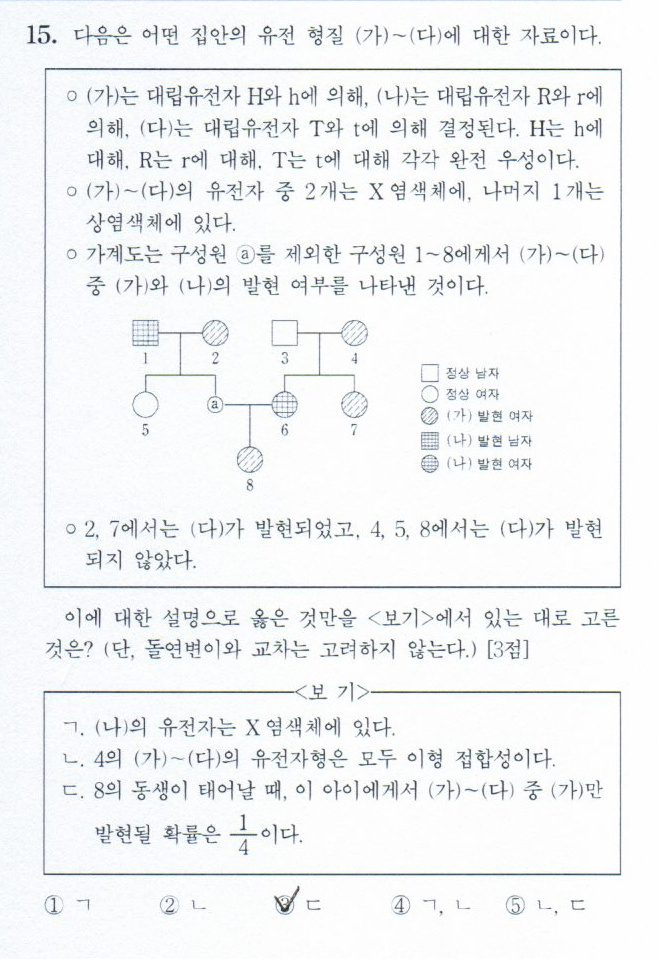 15. 다음은 어떤 집안의 유전 형질 (가)~(다)에 대한 자료이다.
○ (가)는 대립유전자 H와 h에 의해, (나)는 대립유전자 R와 r에
의해, (다)는 대립유전자 T와 t에 의해 결정된다. H는 h에
대해, R는 r에 대해, T는 t에 대해 각각 완전 우성이다.
○ (가)~(다)의 유전자 중 2개는 X 염색체에, 나머지 1개는
상염색체에 있다.
○ 가계도는 구성원 ⓐ를 제외한 구성원 1~8에게서 (가)~(다)
중 (가)와 (나)의 발현 여부를 나타낸 것이다.
1 2 3 4
정상 남자
정상 여자
ⓐ
(가) 발현 여자
5 6 7
(나) 발현 남자
(나) 발현 여자
8
○ 2, 7에서는 (다)가 발현되었고, 4, 5, 8에서는 (다)가 발현
되지 않았다.
이에 대한 설명으로 옳은 것만을 <보기>에서 있는 대로 고른
것은? (단, 돌연변이와 교차는 고려하지 않는다.) [3점]
<보 기>
ㄱ. (나)의 유전자는 X 염색체에 있다.
ㄴ. 4의 (가)~(다)의 유전자형은 모두 이형 접합성이다.
ㄷ. 8의 동생이 태어날 때, 이 아이에게서 (가)~(다) 중 (가)만
발현될 확률은 1/4이다.
① ㄱ ② ㄴ ③ ㄷ ④ ㄱ, ㄴ ⑤ ㄴ, ㄷ